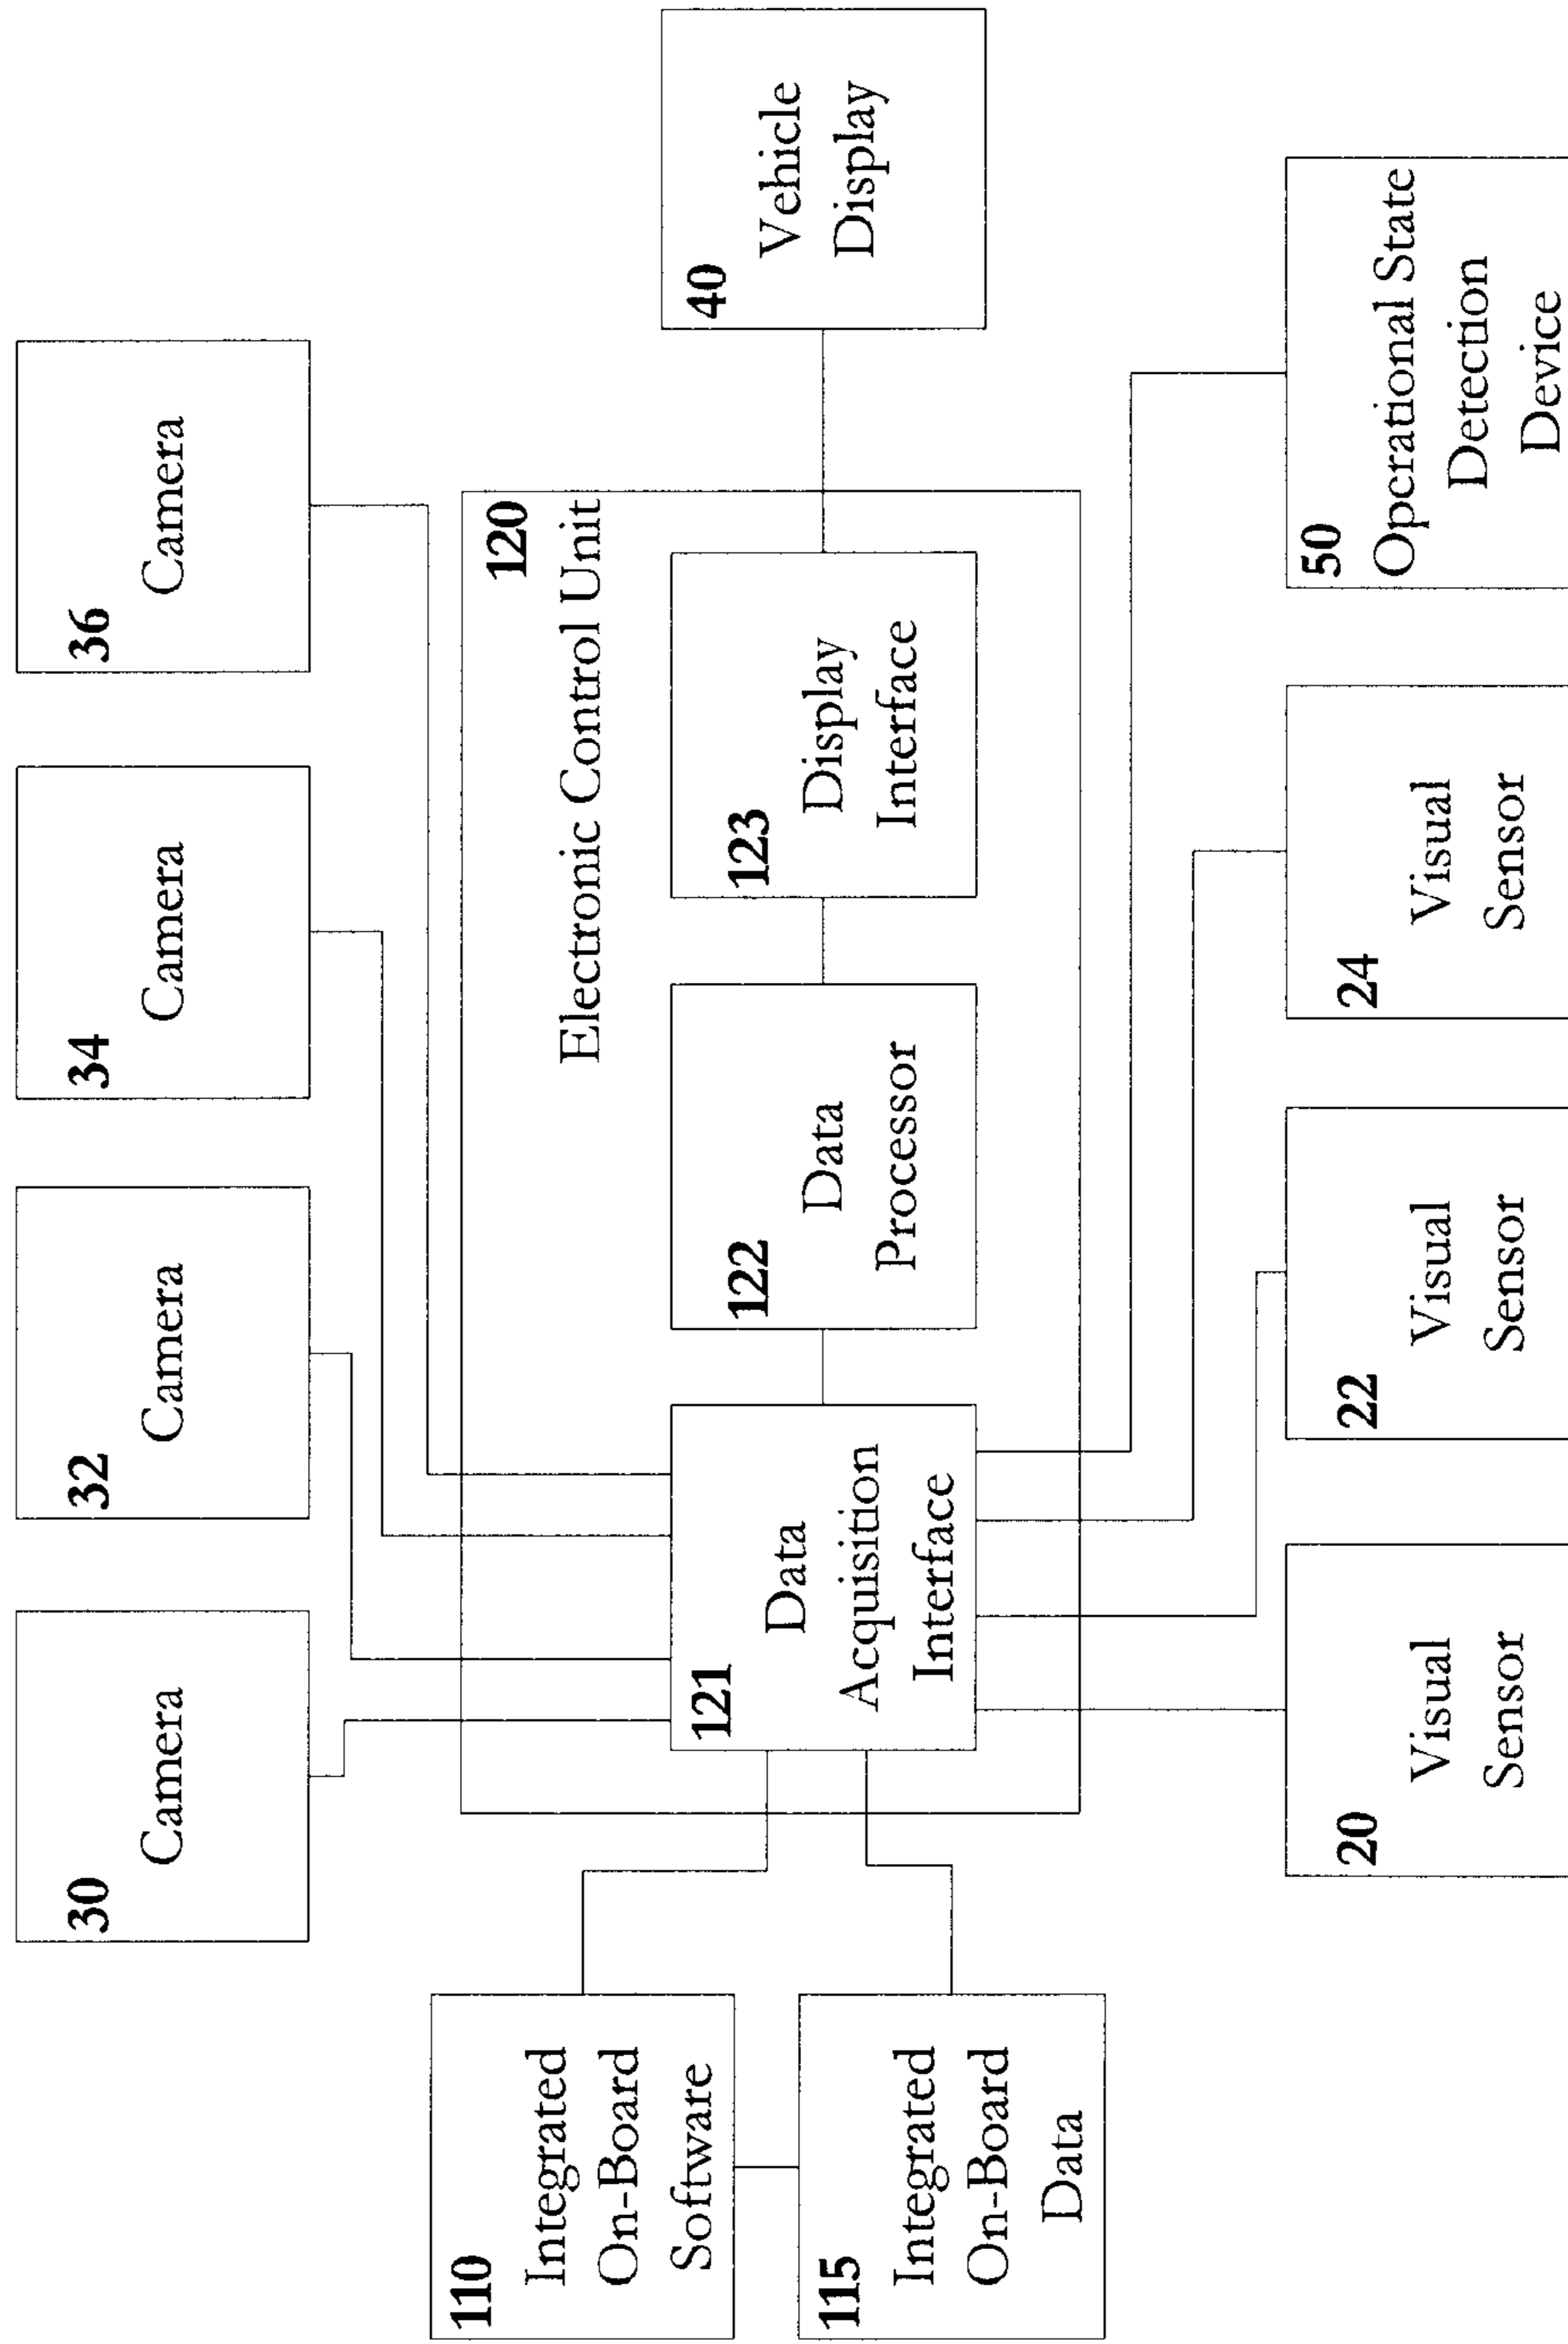 30
Camera
32
Camera
34
Camera
36
Camera
110
Integrated
On-Board
Software
115
Integrated
On-Board
Data
120
Electronic Control Unit
121
Data
Acquisition
Interface
122
Data
Processor
123
Display
Interface
40
Vehicle
Display
20
Visual
Sensor
22
Visual
Sensor
24
Visual
Sensor
50
Operational State
Detection
Device